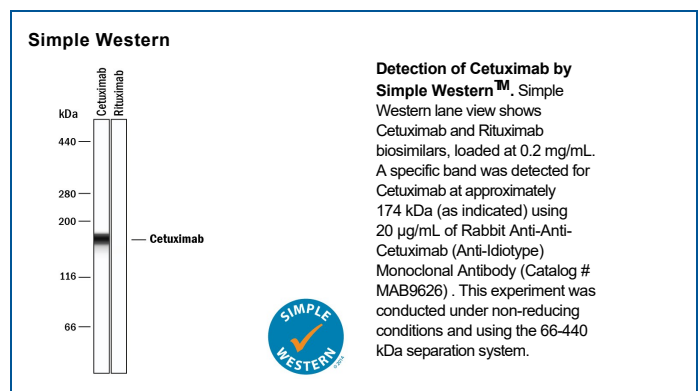 Simple Western
kDa
Cetuximab
Rituximab
440
280
200
Cetuximab
116
66
SIMPLE
WESTERN
©2014
Detection of Cetuximab by
Simple Western™. Simple
Western lane view shows
Cetuximab and Rituximab
biosimilars, loaded at 0.2 mg/mL.
A specific band was detected for
Cetuximab at approximately
174 kDa (as indicated) using
20 µg/mL of Rabbit Anti-Anti-
Cetuximab (Anti-Idiotype)
Monoclonal Antibody (Catalog #
MAB9626) . This experiment was
conducted under non-reducing
conditions and using the 66-440
kDa separation system.